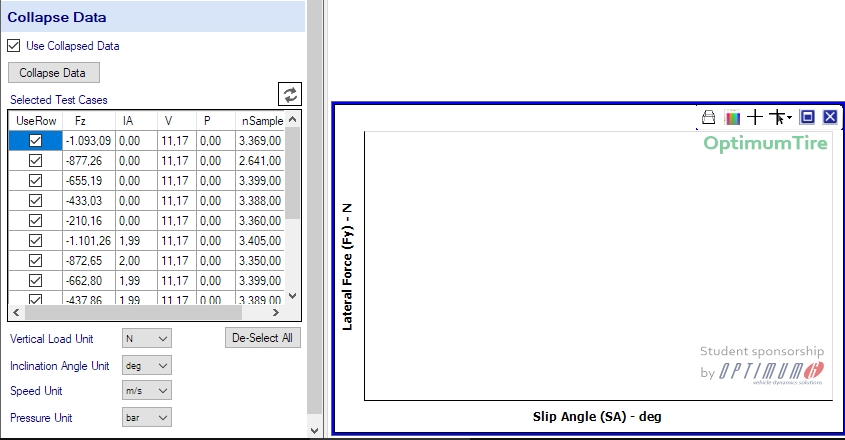 Collapse Data
Use Collapsed Data
Collapse Data
Selected Test Cases
UseRow Fz IA V P nSample
-1.093,09 0,00 11,17 0,00 3.369,00
-877,26 0,00 11,17 0,00 2.641,00
-655,19 0,00 11,17 0,00 3.399,00
-433,03 0,00 11,17 0,00 3.388,00
-210,16 0,00 11,17 0,00 3.360,00
-1.101,26 1,99 11,17 0,00 3.405,00
-872,65 2,00 11,17 0,00 3.350,00
-662,80 1,99 11,17 0,00 3.399,00
-437,86 1,99 11,17 0,00 3.389,00
Vertical Load Unit N De-Select All
Inclination Angle Unit deg
Speed Unit m/s
Pressure Unit bar
OptimumTire
Lateral Force (Fy) - N
Student sponsorship
by OPTIMUMG
vehicle dynamics solutions
Slip Angle (SA) - deg